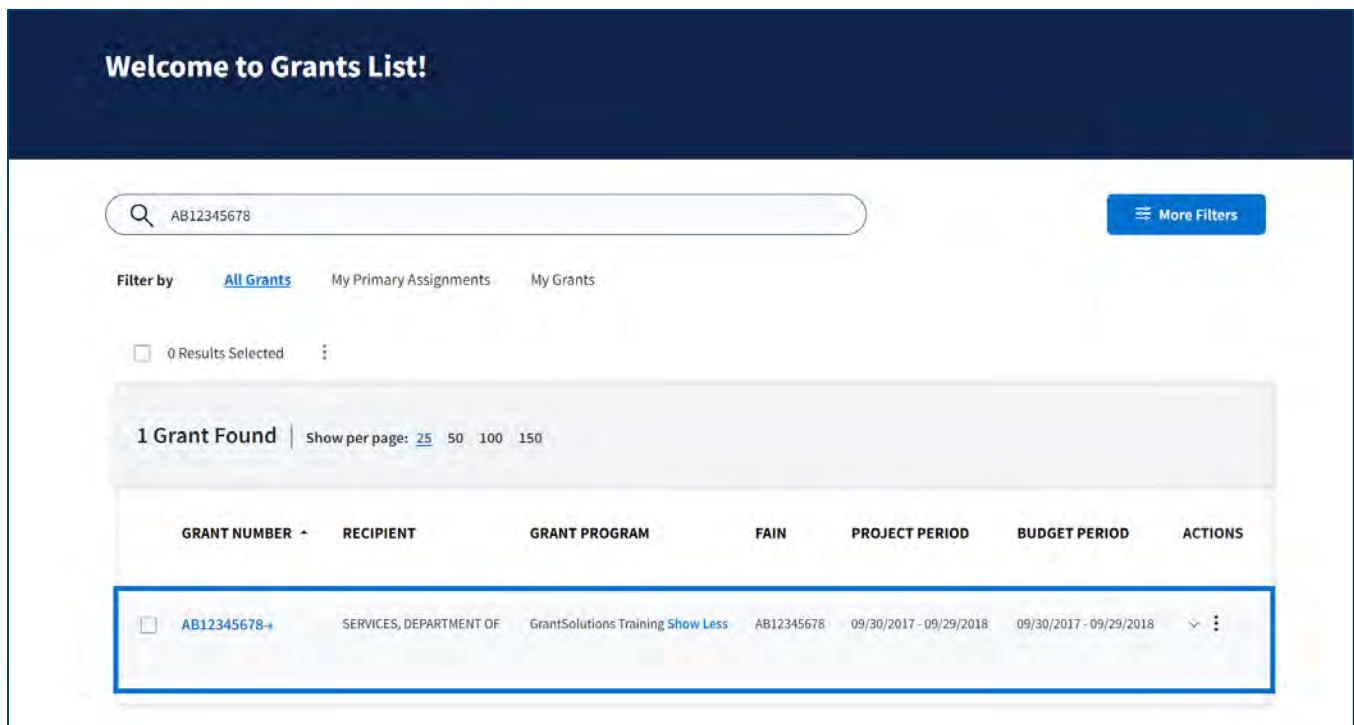 Welcome to Grants List!
AB12345678
More Filters
Filter by All Grants My Primary Assignments My Grants
0 Results Selected
1 Grant Found | Show per page: 25 50 100 150
GRANT NUMBER RECIPIENT GRANT PROGRAM FAIN PROJECT PERIOD BUDGET PERIOD ACTIONS
AB12345678→ SERVICES, DEPARTMENT OF GrantSolutions Training Show Less AB12345678 09/30/2017 - 09/29/2018 09/30/2017 - 09/29/2018